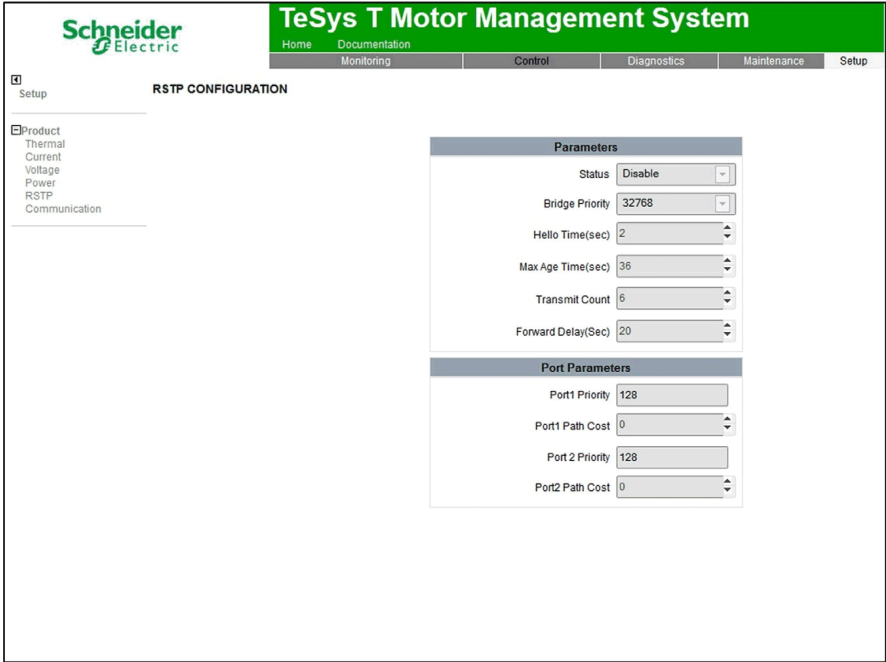 Schneider
Electric
TeSys T Motor Management System
Home Documentation
Monitoring Control Diagnostics Maintenance Setup
Setup
RSTP CONFIGURATION
Product
Thermal
Current
Voltage
Power
RSTP
Communication
Parameters
Status Disable
Bridge Priority 32768
Hello Time(sec) 2
Max Age Time(sec) 36
Transmit Count 6
Forward Delay(Sec) 20
Port Parameters
Port1 Priority 128
Port1 Path Cost 0
Port 2 Priority 128
Port2 Path Cost 0